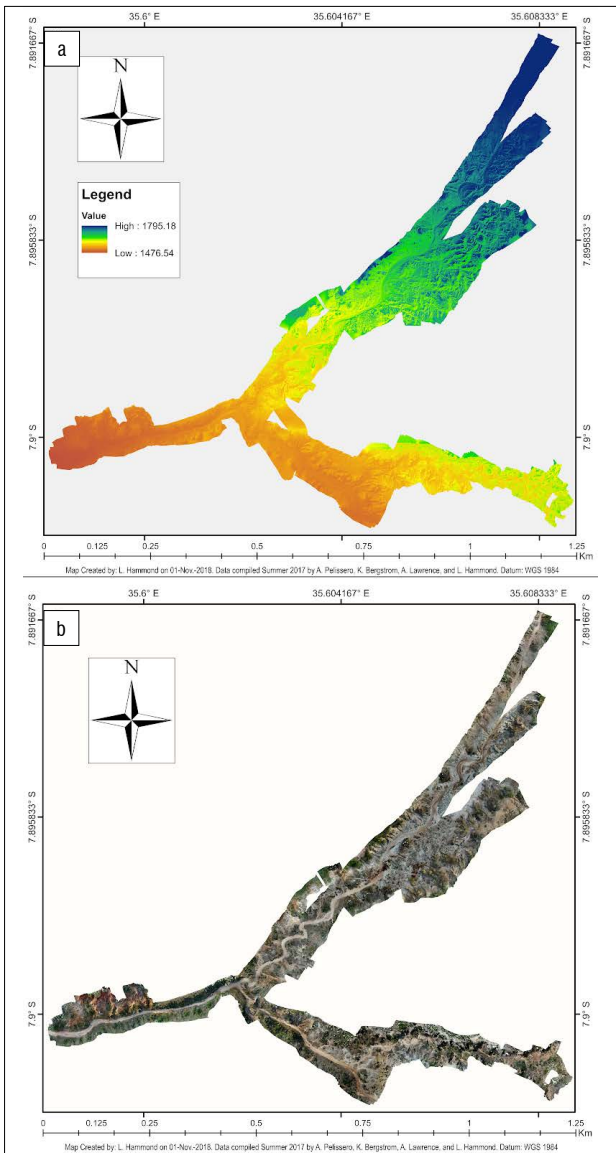 35.6° E 35.604167° E 35.608333° E
a
N
7.891667° S
7.891667° S
Legend
Value
High : 1795.18
Low : 1476.54
7.895833° S
7.895833° S
7.9° S
7.9° S
0 0.125 0.25 0.5 0.75 1 1.25
Km
Map Created by: L. Hammond on 01-Nov.-2018. Data compiled Summer 2017 by A. Pelissero, K. Bergstrom, A. Lawrence, and L. Hammond. Datum: WGS 1984
35.6° E 35.604167° E 35.608333° E
b
N
7.891667° S
7.891667° S
7.895833° S
7.895833° S
7.9° S
7.9° S
0 0.125 0.25 0.5 0.75 1 1.25
Km
Map Created by: L. Hammond on 01-Nov.-2018. Data compiled Summer 2017 by A. Pelissero, K. Bergstrom, A. Lawrence, and L. Hammond. Datum: WGS 1984